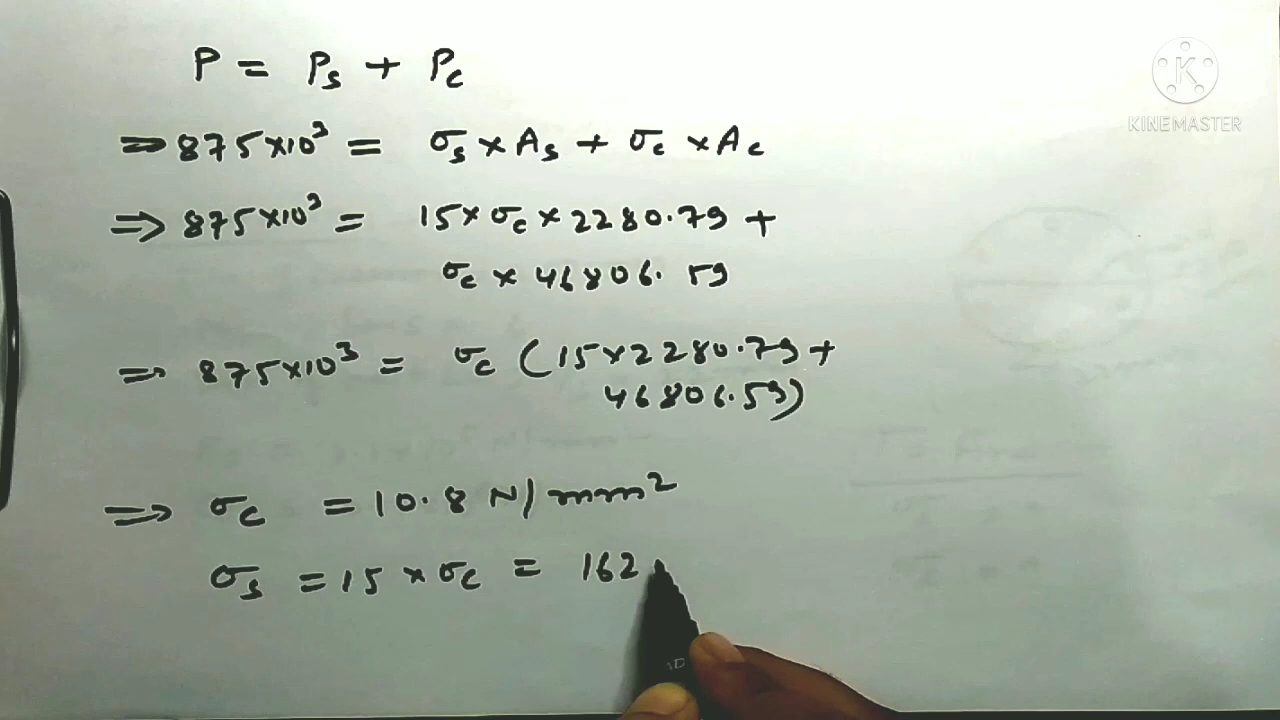 P = Ps + Pc
KINEMASTER
⇒ 875×10³ = σs × As + σc × Ac
⇒ 875×10³ = 15 × σc × 2280.79 +
σc × 46806.59
⇒ 875×10³ = σc (15×2280.79 +
46806.59)
⇒ σc = 10.8 N/mm²
σs = 15 × σc = 162